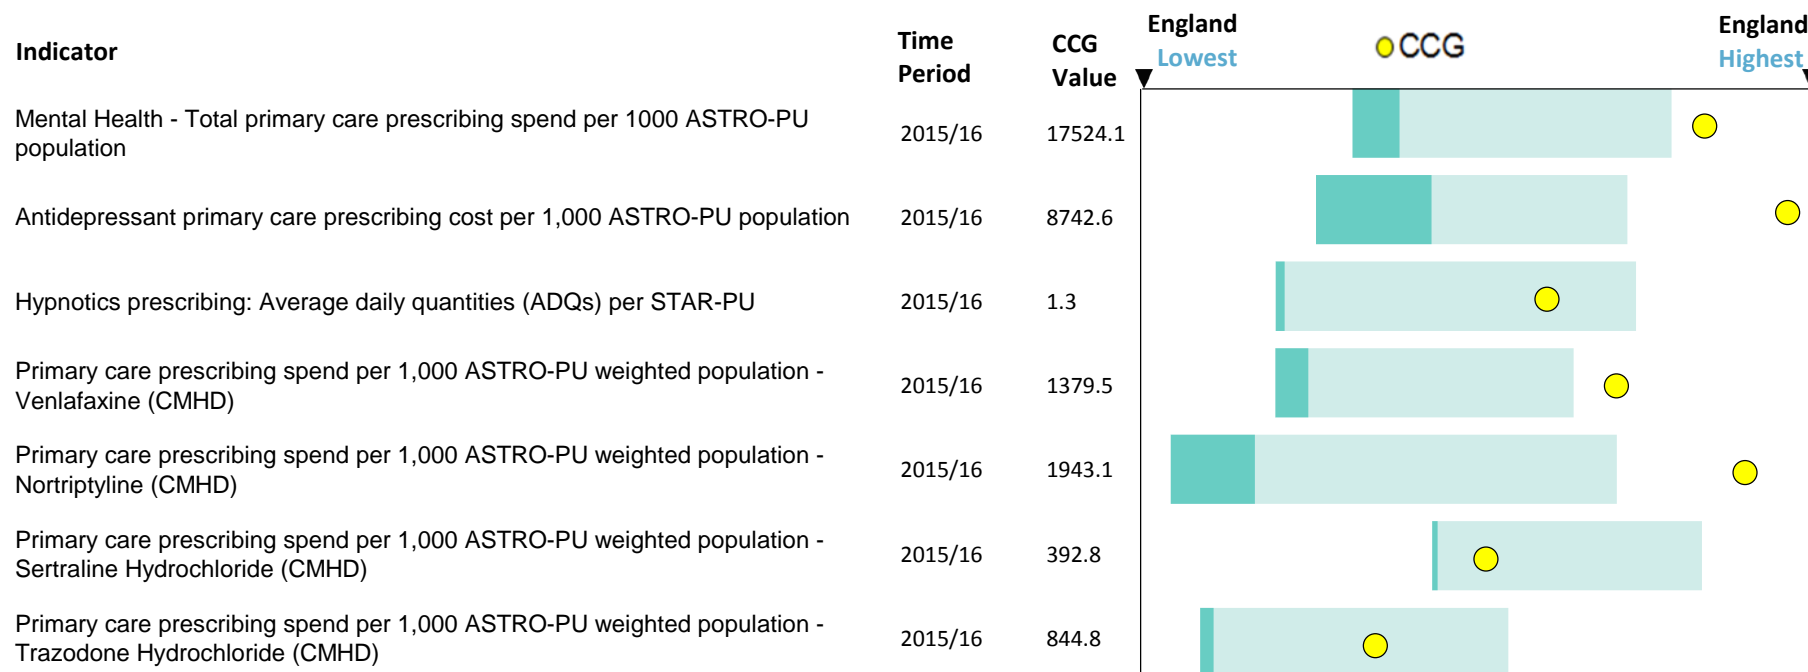 Indicator
Time Period
CCG Value
England Lowest
CCG
England Highest
Mental Health - Total primary care prescribing spend per 1000 ASTRO-PU
population
2015/16
17524.1
Antidepressant primary care prescribing cost per 1,000 ASTRO-PU population
2015/16
8742.6
Hypnotics prescribing: Average daily quantities (ADQs) per STAR-PU
2015/16
1.3
Primary care prescribing spend per 1,000 ASTRO-PU weighted population -
Venlafaxine (CMHD)
2015/16
1379.5
Primary care prescribing spend per 1,000 ASTRO-PU weighted population -
Nortriptyline (CMHD)
2015/16
1943.1
Primary care prescribing spend per 1,000 ASTRO-PU weighted population -
Sertraline Hydrochloride (CMHD)
2015/16
392.8
Primary care prescribing spend per 1,000 ASTRO-PU weighted population -
Trazodone Hydrochloride (CMHD)
2015/16
844.8